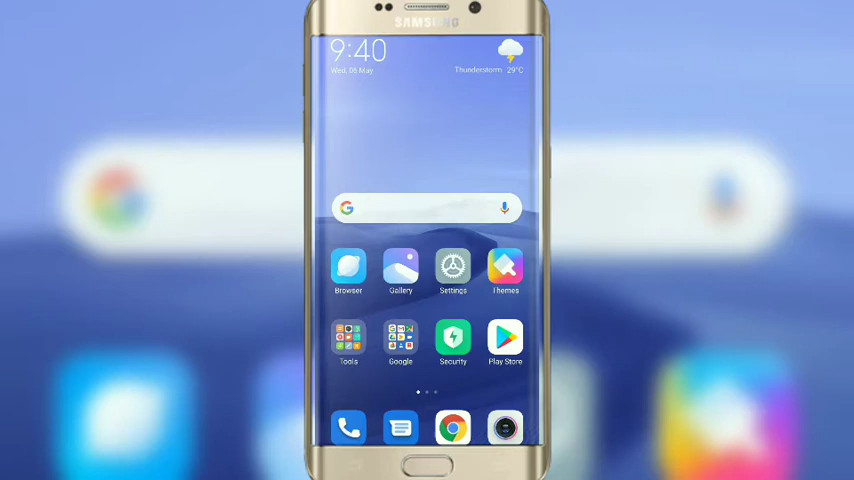 SAMSUNG
9:40
Wed, 06 May
Thunderstorm 29°C
Browser Gallery Settings Themes
Tools Google Security Play Store